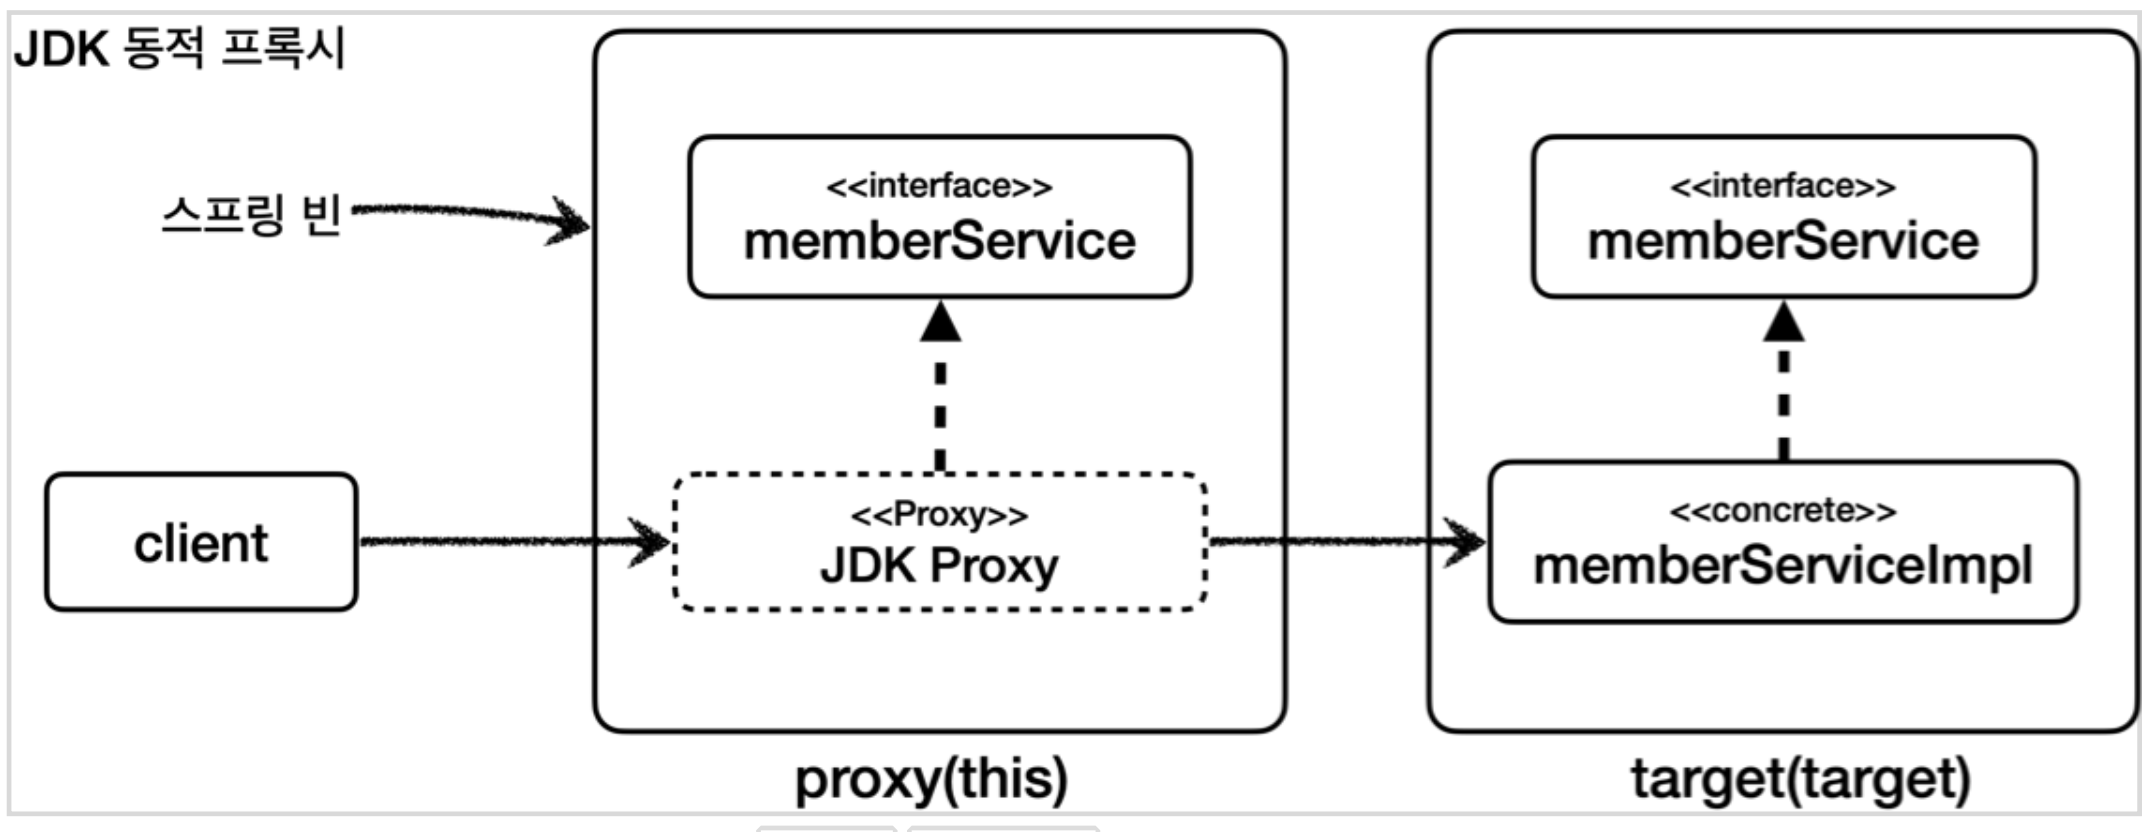 JDK 동적 프록시
스프링 빈
<<interface>>
memberService
<<interface>>
memberService
client
<<Proxy>>
JDK Proxy
<<concrete>>
memberServiceImpl
proxy(this)
target(target)